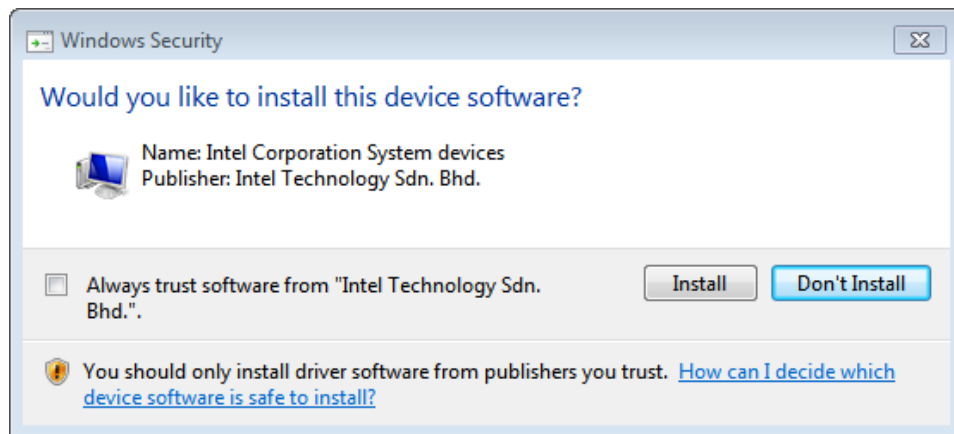 Windows Security
Would you like to install this device software?
Name: Intel Corporation System devices
Publisher: Intel Technology Sdn. Bhd.
Always trust software from "Intel Technology Sdn.
Bhd.".
Install
Don't Install
You should only install driver software from publishers you trust. How can I decide which
device software is safe to install?